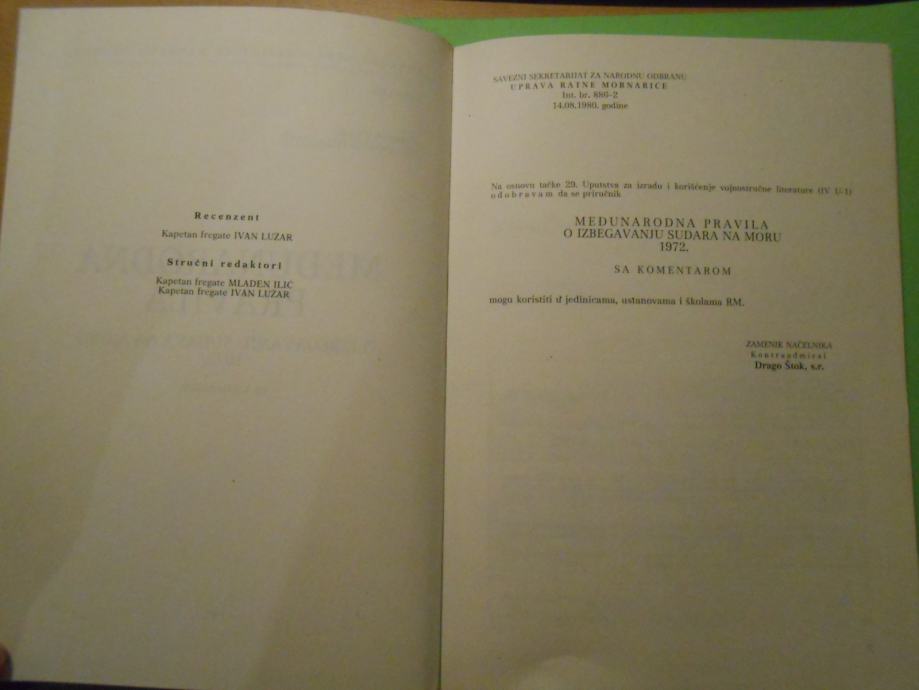 Recenzent
Kapetan fregate IVAN LUZAR
Stručni redaktori
Kapetan fregate MLADEN ILIĆ
Kapetan fregate IVAN LUZAR
SAVEZNI SEKRETARIJAT ZA NARODNU ODBRANU
UPRAVA RATNE MORNARICE
Int. br. 886-2
14.08.1980. godine
Na osnovu tačke 29. Uputstva za izradu i korišćenje vojnostručne literature (IV U-1)
odobravam da se priručnik
MEĐUNARODNA PRAVILA
O IZBEGAVANJU SUDARA NA MORU
1972.
SA KOMENTAROM
mogu koristiti u jedinicama, ustanovama i školama RM.
ZAMENIK NAČELNIKA
Kontraadmiral
Drago Štok, s.r.